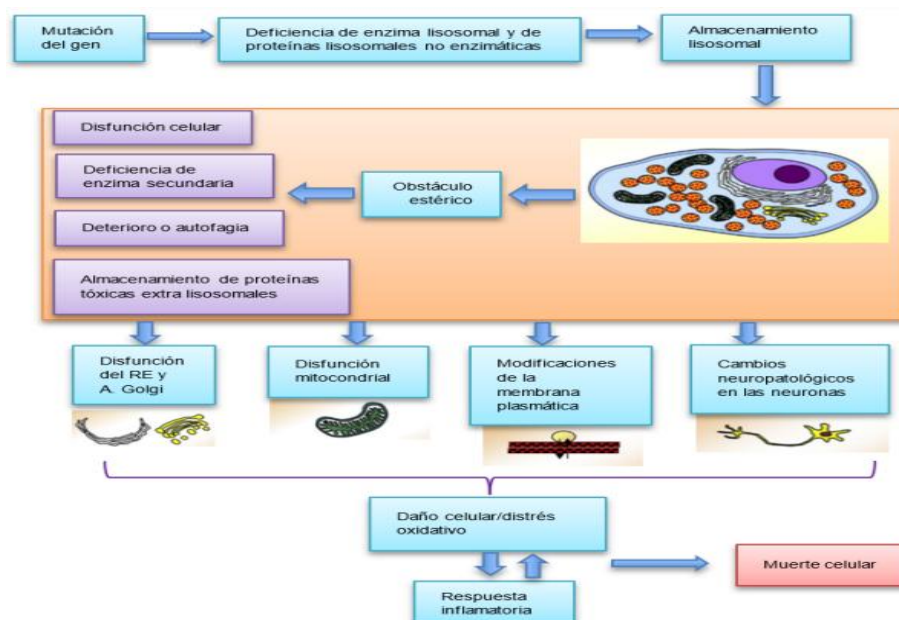 Mutación
del gen
Deficiencia de enzima lisosomal y de
proteínas lisosomales no enzimáticas
Almacenamiento
lisosomal
Disfunción celular
Deficiencia de
enzima secundaria
Deterioro o autofagia
Almacenamiento de proteínas
tóxicas extra lisosomales
Obstáculo
estérico
Disfunción
del RE y
A. Golgi
Disfunción
mitocondrial
Modificaciones
de la
membrana
plasmática
Cambios
neuropatológicos
en las neuronas
Daño celular/distrés
oxidativo
Respuesta
inflamatoria
Muerte celular